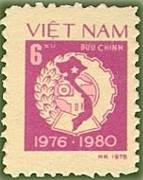 VIỆT NAM
6 XU
BƯU CHÍNH
1976 - 1980